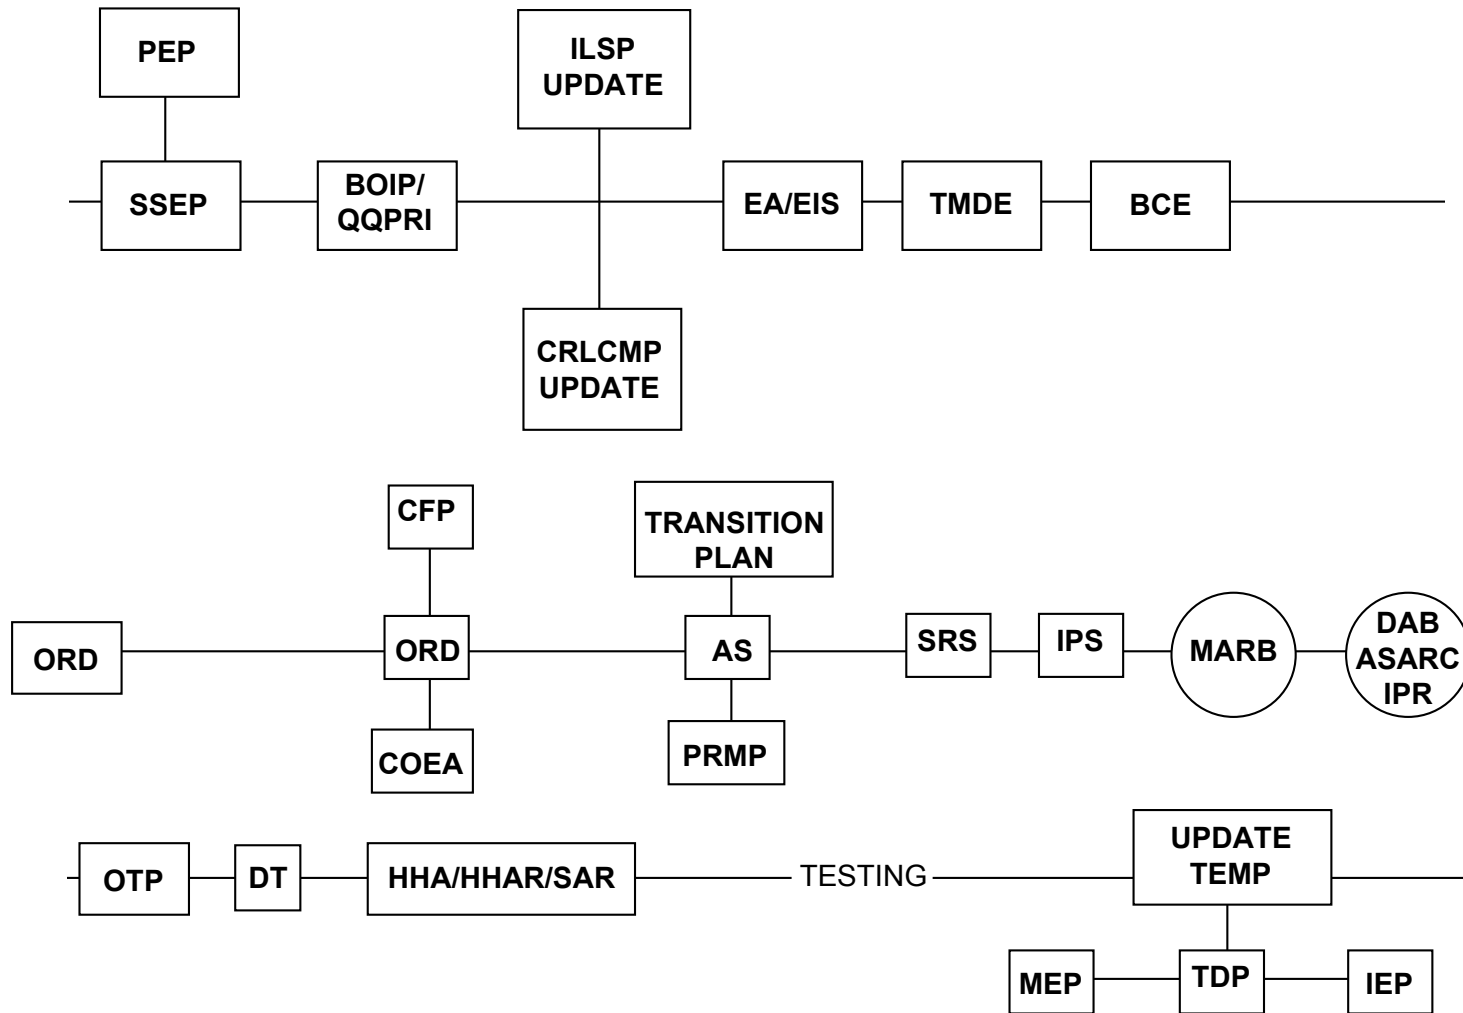 PEP
ILSP
UPDATE
SSEP
BOIP/
QQPRI
EA/EIS
TMDE
BCE
CRLCMP
UPDATE
CFP
TRANSITION
PLAN
ORD
ORD
AS
SRS
IPS
MARB
DAB
ASARC
IPR
COEA
PRMP
OTP
DT
HHA/HHAR/SAR
TESTING
UPDATE
TEMP
MEP
TDP
IEP